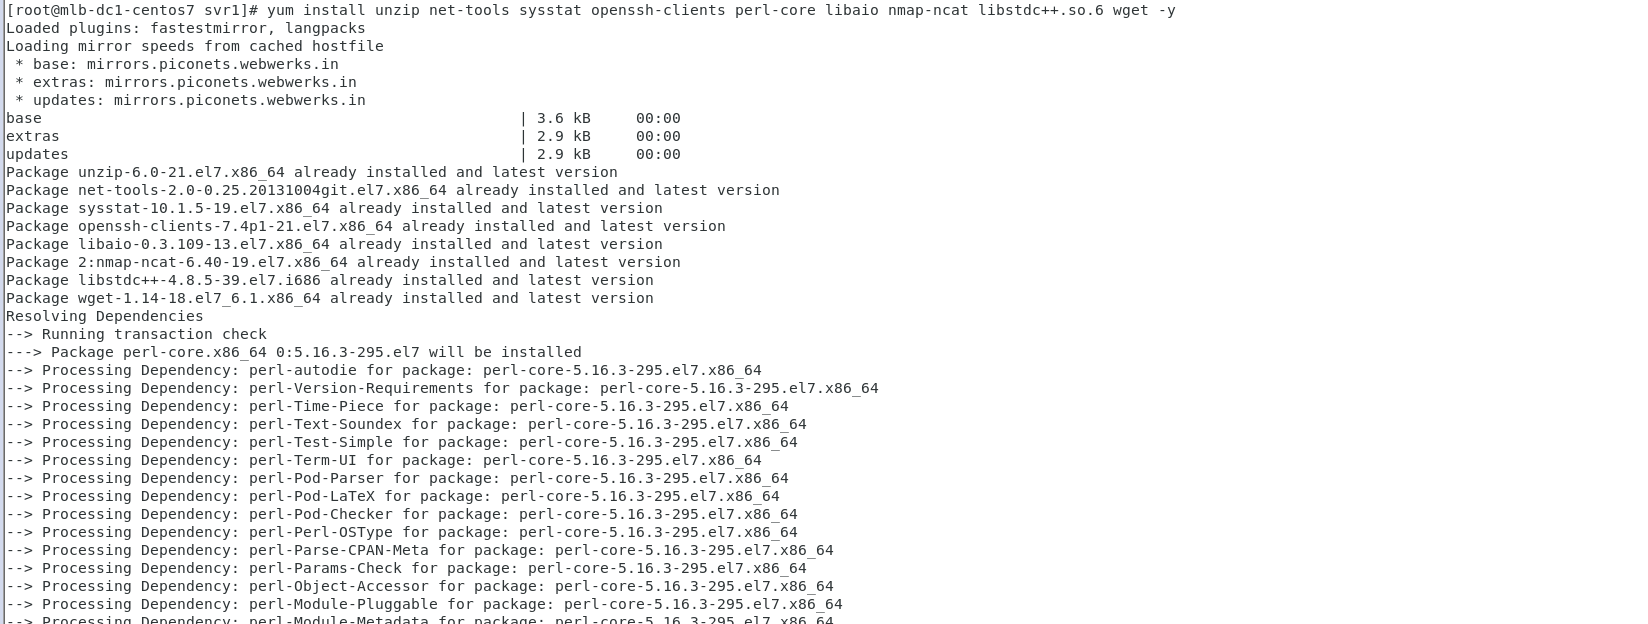 [root@mlb-dc1-centos7 svr1]# yum install unzip net-tools sysstat openssh-clients perl-core libaio nmap-ncat libstdc++.so.6 wget -y
Loaded plugins: fastestmirror, langpacks
Loading mirror speeds from cached hostfile
 * base: mirrors.piconets.webwerks.in
 * extras: mirrors.piconets.webwerks.in
 * updates: mirrors.piconets.webwerks.in
base                                                     | 3.6 kB     00:00
extras                                                   | 2.9 kB     00:00
updates                                                  | 2.9 kB     00:00
Package unzip-6.0-21.el7.x86_64 already installed and latest version
Package net-tools-2.0-0.25.20131004git.el7.x86_64 already installed and latest version
Package sysstat-10.1.5-19.el7.x86_64 already installed and latest version
Package openssh-clients-7.4p1-21.el7.x86_64 already installed and latest version
Package libaio-0.3.109-13.el7.x86_64 already installed and latest version
Package 2:nmap-ncat-6.40-19.el7.x86_64 already installed and latest version
Package libstdc++-4.8.5-39.el7.i686 already installed and latest version
Package wget-1.14-18.el7_6.1.x86_64 already installed and latest version
Resolving Dependencies
--> Running transaction check
---> Package perl-core.x86_64 0:5.16.3-295.el7 will be installed
--> Processing Dependency: perl-autodie for package: perl-core-5.16.3-295.el7.x86_64
--> Processing Dependency: perl-Version-Requirements for package: perl-core-5.16.3-295.el7.x86_64
--> Processing Dependency: perl-Time-Piece for package: perl-core-5.16.3-295.el7.x86_64
--> Processing Dependency: perl-Text-Soundex for package: perl-core-5.16.3-295.el7.x86_64
--> Processing Dependency: perl-Test-Simple for package: perl-core-5.16.3-295.el7.x86_64
--> Processing Dependency: perl-Term-UI for package: perl-core-5.16.3-295.el7.x86_64
--> Processing Dependency: perl-Pod-Parser for package: perl-core-5.16.3-295.el7.x86_64
--> Processing Dependency: perl-Pod-LaTeX for package: perl-core-5.16.3-295.el7.x86_64
--> Processing Dependency: perl-Pod-Checker for package: perl-core-5.16.3-295.el7.x86_64
--> Processing Dependency: perl-Perl-OSType for package: perl-core-5.16.3-295.el7.x86_64
--> Processing Dependency: perl-Parse-CPAN-Meta for package: perl-core-5.16.3-295.el7.x86_64
--> Processing Dependency: perl-Params-Check for package: perl-core-5.16.3-295.el7.x86_64
--> Processing Dependency: perl-Object-Accessor for package: perl-core-5.16.3-295.el7.x86_64
--> Processing Dependency: perl-Module-Pluggable for package: perl-core-5.16.3-295.el7.x86_64
--> Processing Dependency: perl-Module-Metadata for package: perl-core-5.16.3-295.el7.x86_64